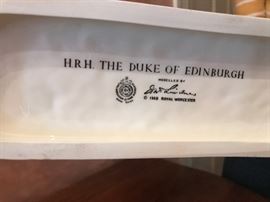 H.R.H. THE DUKE OF EDINBURGH
MODELLED BY
© 1968 ROYAL WORCESTER